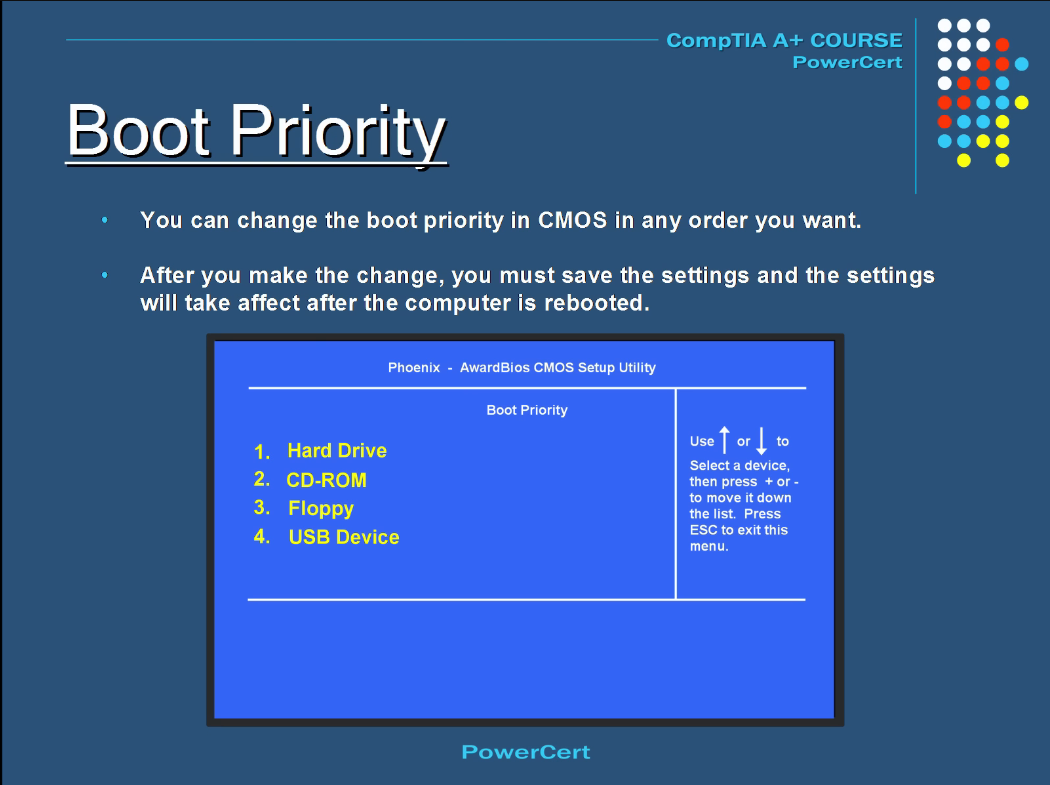 CompTIA A+ COURSE
PowerCert
Boot Priority
• You can change the boot priority in CMOS in any order you want.
• After you make the change, you must save the settings and the settings
will take affect after the computer is rebooted.
Phoenix - AwardBios CMOS Setup Utility
Boot Priority
1. Hard Drive
2. CD-ROM
3. Floppy
4. USB Device
Use ↑ or ↓ to
Select a device,
then press + or -
to move it down
the list. Press
ESC to exit this
menu.
PowerCert